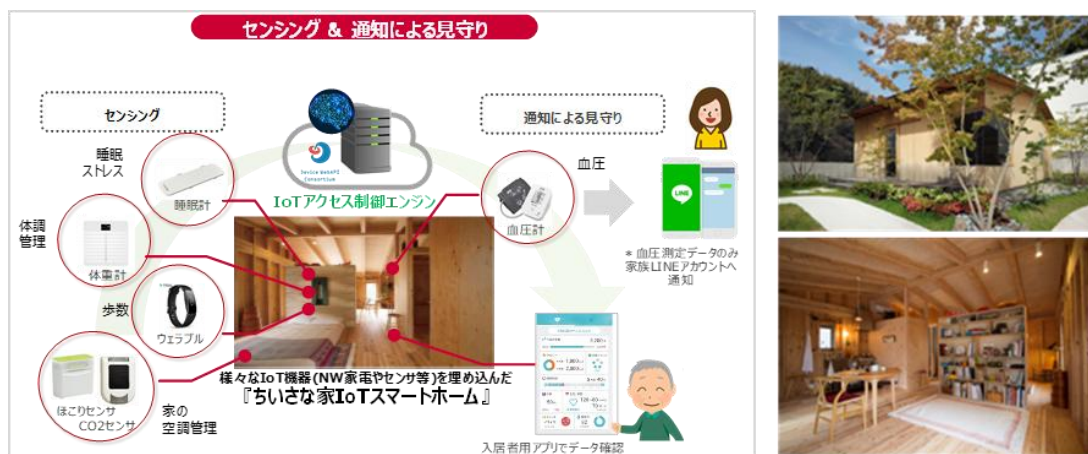 センシング & 通知による見守り
センシング
通知による見守り
睡眠
ストレス
睡眠計
Device WebAPI
Consortium
IoTアクセス制御エンジン
血圧
血圧計
LINE
* 血圧測定データのみ
家族LINEアカウントへ
通知
体調
管理
体重計
歩数
ウェラブル
ほこりセンサ
CO2センサ
家の
空調管理
様々なIoT機器(NW家電やセンサ等)を埋め込んだ
『ちいさな家IoTスマートホーム』
入居者用アプリでデータ確認